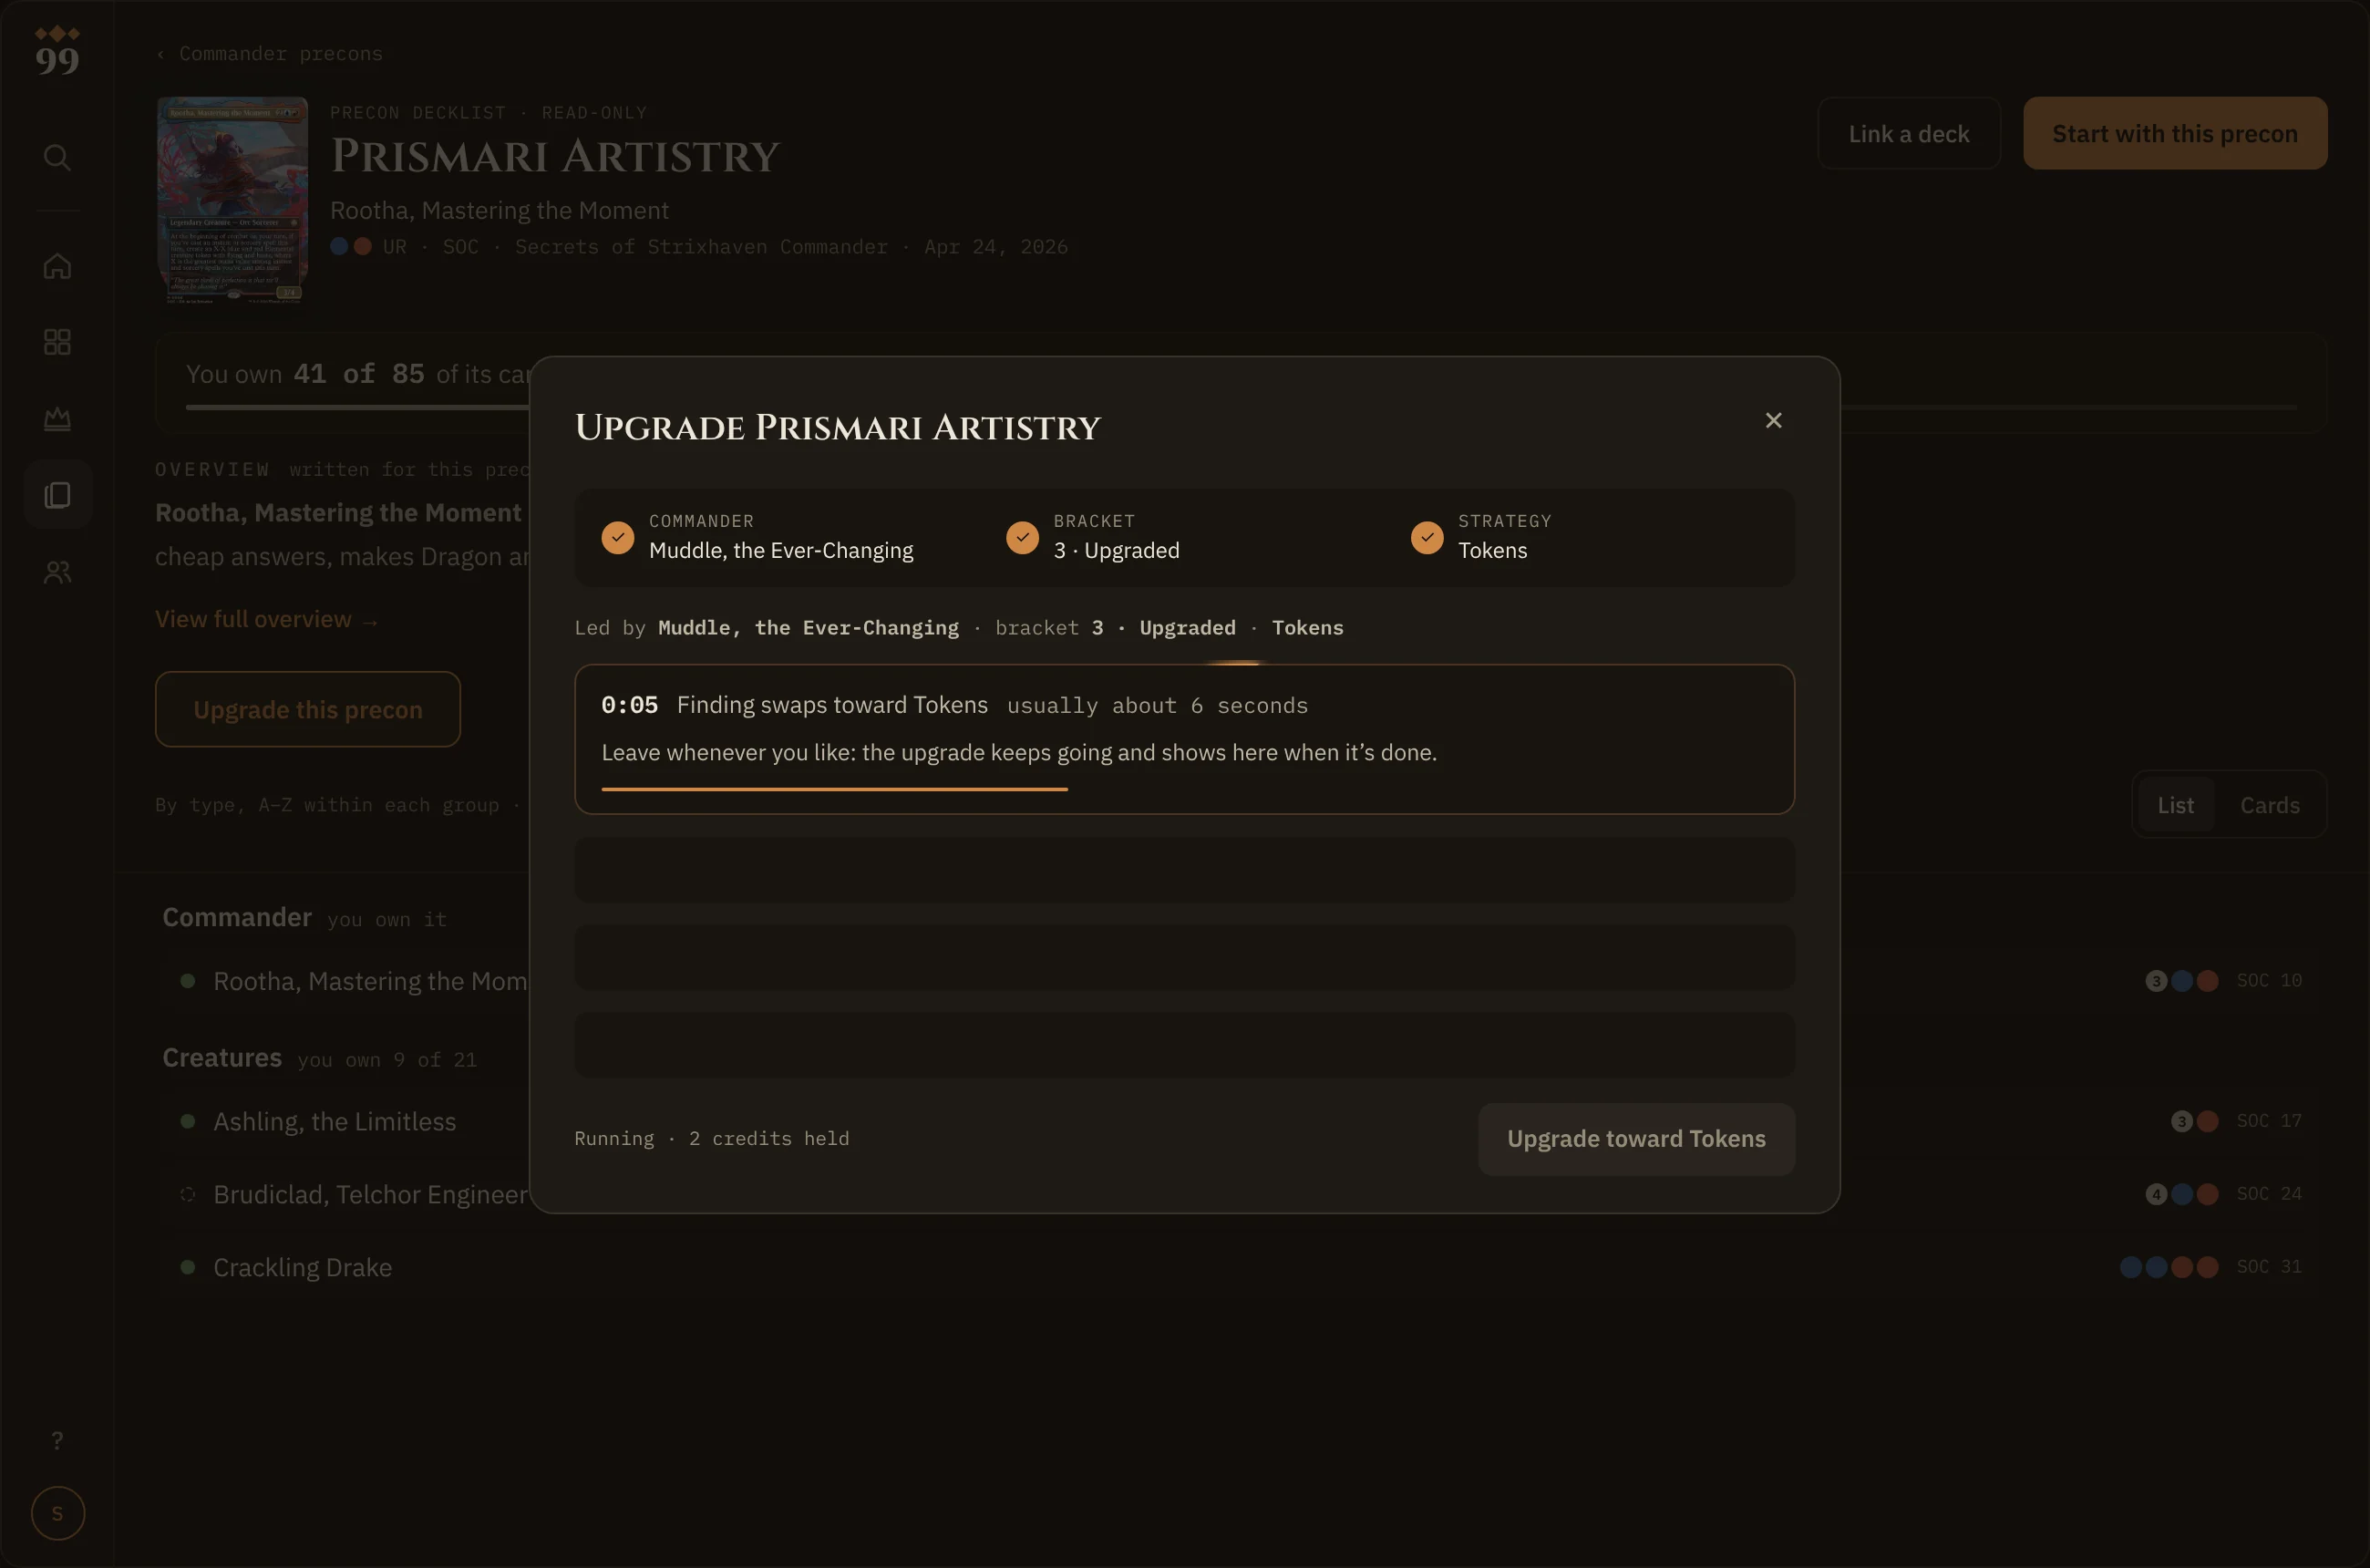 99
‹ Commander precons
PRECON DECKLIST · READ-ONLY
PRISMARI ARTISTRY
Rootha, Mastering the Moment
UR · SOC · Secrets of Strixhaven Commander · Apr 24, 2026
Link a deck
Start with this precon
You own 41 of 85 of its car
OVERVIEW written for this prec
Rootha, Mastering the Moment
cheap answers, makes Dragon ar
View full overview →
Upgrade this precon
By type, A–Z within each group ·
List
Cards
Commander you own it
Rootha, Mastering the Mom
3
SOC 10
Creatures you own 9 of 21
Ashling, the Limitless
3
SOC 17
Brudiclad, Telchor Engineer
4
SOC 24
Crackling Drake
SOC 31
?
S
UPGRADE PRISMARI ARTISTRY
COMMANDER
Muddle, the Ever-Changing
BRACKET
3 · Upgraded
STRATEGY
Tokens
Led by Muddle, the Ever-Changing · bracket 3 · Upgraded · Tokens
0:05 Finding swaps toward Tokens usually about 6 seconds
Leave whenever you like: the upgrade keeps going and shows here when it’s done.
Running · 2 credits held
Upgrade toward Tokens